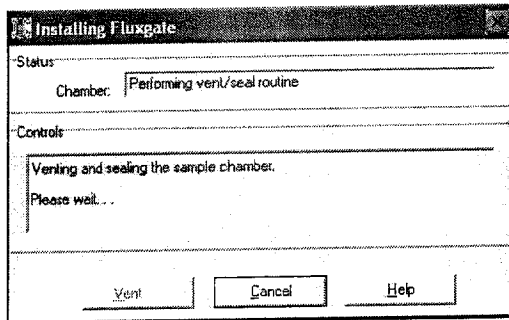 Installing Fluxgate
Status
Chamber: Performing vent/seal routine
Controls
Venting and sealing the sample chamber.
Please wait. . .
Vent
Cancel
Help